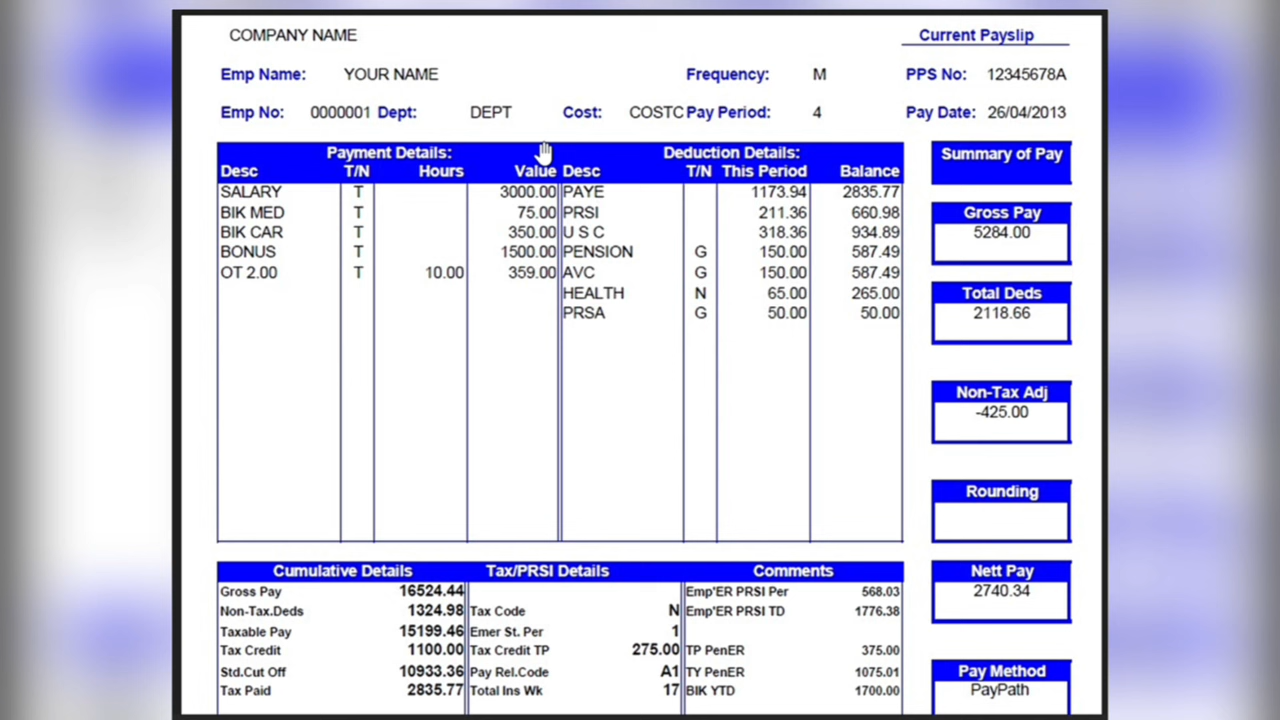 COMPANY NAME Current Payslip
Emp Name: YOUR NAME Frequency: M PPS No: 12345678A
Emp No: 0000001 Dept: DEPT Cost: COSTC Pay Period: 4 Pay Date: 26/04/2013
Payment Details: Deduction Details: Summary of Pay
Desc T/N Hours Value Desc T/N This Period Balance
SALARY T 3000.00 PAYE 1173.94 2835.77
BIK MED T 75.00 PRSI 211.36 660.98 Gross Pay
BIK CAR T 350.00 U S C 318.36 934.89 5284.00
BONUS T 1500.00 PENSION G 150.00 587.49
OT 2.00 T 10.00 359.00 AVC G 150.00 587.49
HEALTH N 65.00 265.00 Total Deds
PRSA G 50.00 50.00 2118.66
Non-Tax Adj
-425.00
Rounding
Cumulative Details Tax/PRSI Details Comments Nett Pay
Gross Pay 16524.44 Emp'ER PRSI Per 568.03 2740.34
Non-Tax.Deds 1324.98 Tax Code N Emp'ER PRSI TD 1776.38
Taxable Pay 15199.46 Emer St. Per 1
Tax Credit 1100.00 Tax Credit TP 275.00 TP PenER 375.00
Std.Cut Off 10933.36 Pay Rel.Code A1 TY PenER 1075.01 Pay Method
Tax Paid 2835.77 Total Ins Wk 17 BIK YTD 1700.00 PayPath